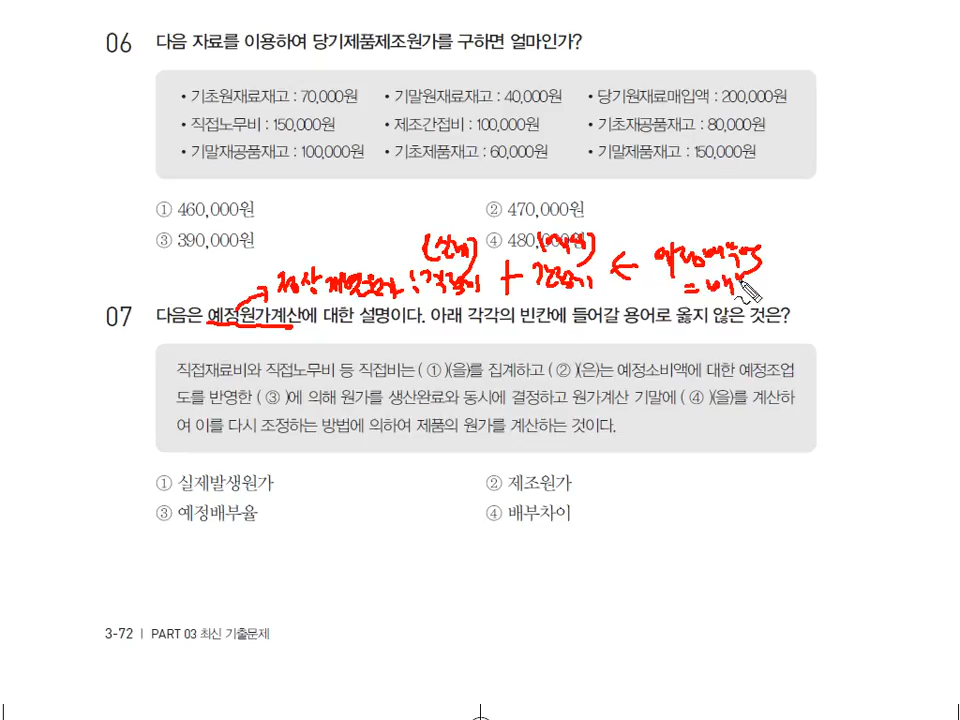 06 다음 자료를 이용하여 당기제품제조원가를 구하면 얼마인가?
• 기초원재료재고 : 70,000원 • 기말원재료재고 : 40,000원 • 당기원재료매입액 : 200,000원
• 직접노무비 : 150,000원 • 제조간접비 : 100,000원 • 기초재공품재고 : 80,000원
• 기말재공품재고 : 100,000원 • 기초제품재고 : 60,000원 • 기말제품재고 : 150,000원
① 460,000원 ② 470,000원
③ 390,000원 ④ 480,000원
(실제) (예정)
+ ←
=
07 다음은 예정원가계산에 대한 설명이다. 아래 각각의 빈칸에 들어갈 용어로 옳지 않은 것은?
직접재료비와 직접노무비 등 직접비는 ( ① )(을)를 집계하고 ( ② )(은)는 예정소비액에 대한 예정조업
도를 반영한 ( ③ )에 의해 원가를 생산완료와 동시에 결정하고 원가계산 기말에 ( ④ )(을)를 계산하
여 이를 다시 조정하는 방법에 의하여 제품의 원가를 계산하는 것이다.
① 실제발생원가 ② 제조원가
③ 예정배부율 ④ 배부차이
3-72 | PART 03 최신 기출문제